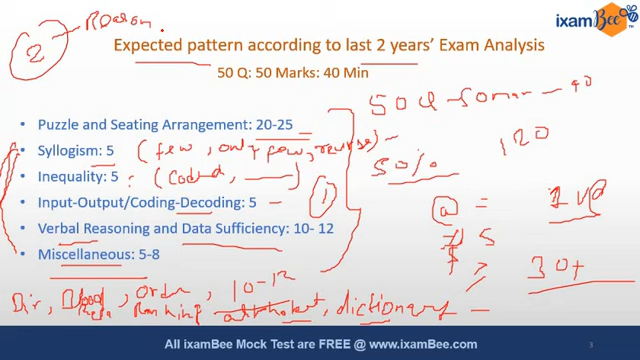 ② Reason
ixamBee
Expected pattern according to last 2 years' Exam Analysis
50 Q: 50 Marks: 40 Min
50 Q - 50 - 40
• Puzzle and Seating Arrangement: 20-25
120
• Syllogism: 5 (few, only few, reverse)
50%
• Inequality: 5 : (Coded,
①
• Input-Output/Coding-Decoding: 5
@ =
• Verbal Reasoning and Data Sufficiency: 10- 12
5
• Miscellaneous: 5-8
30+
10-12
Dir, Blood, Order, alphabet, dictionary
Ranking
All ixamBee Mock Test are FREE @ www.ixamBee.com
3